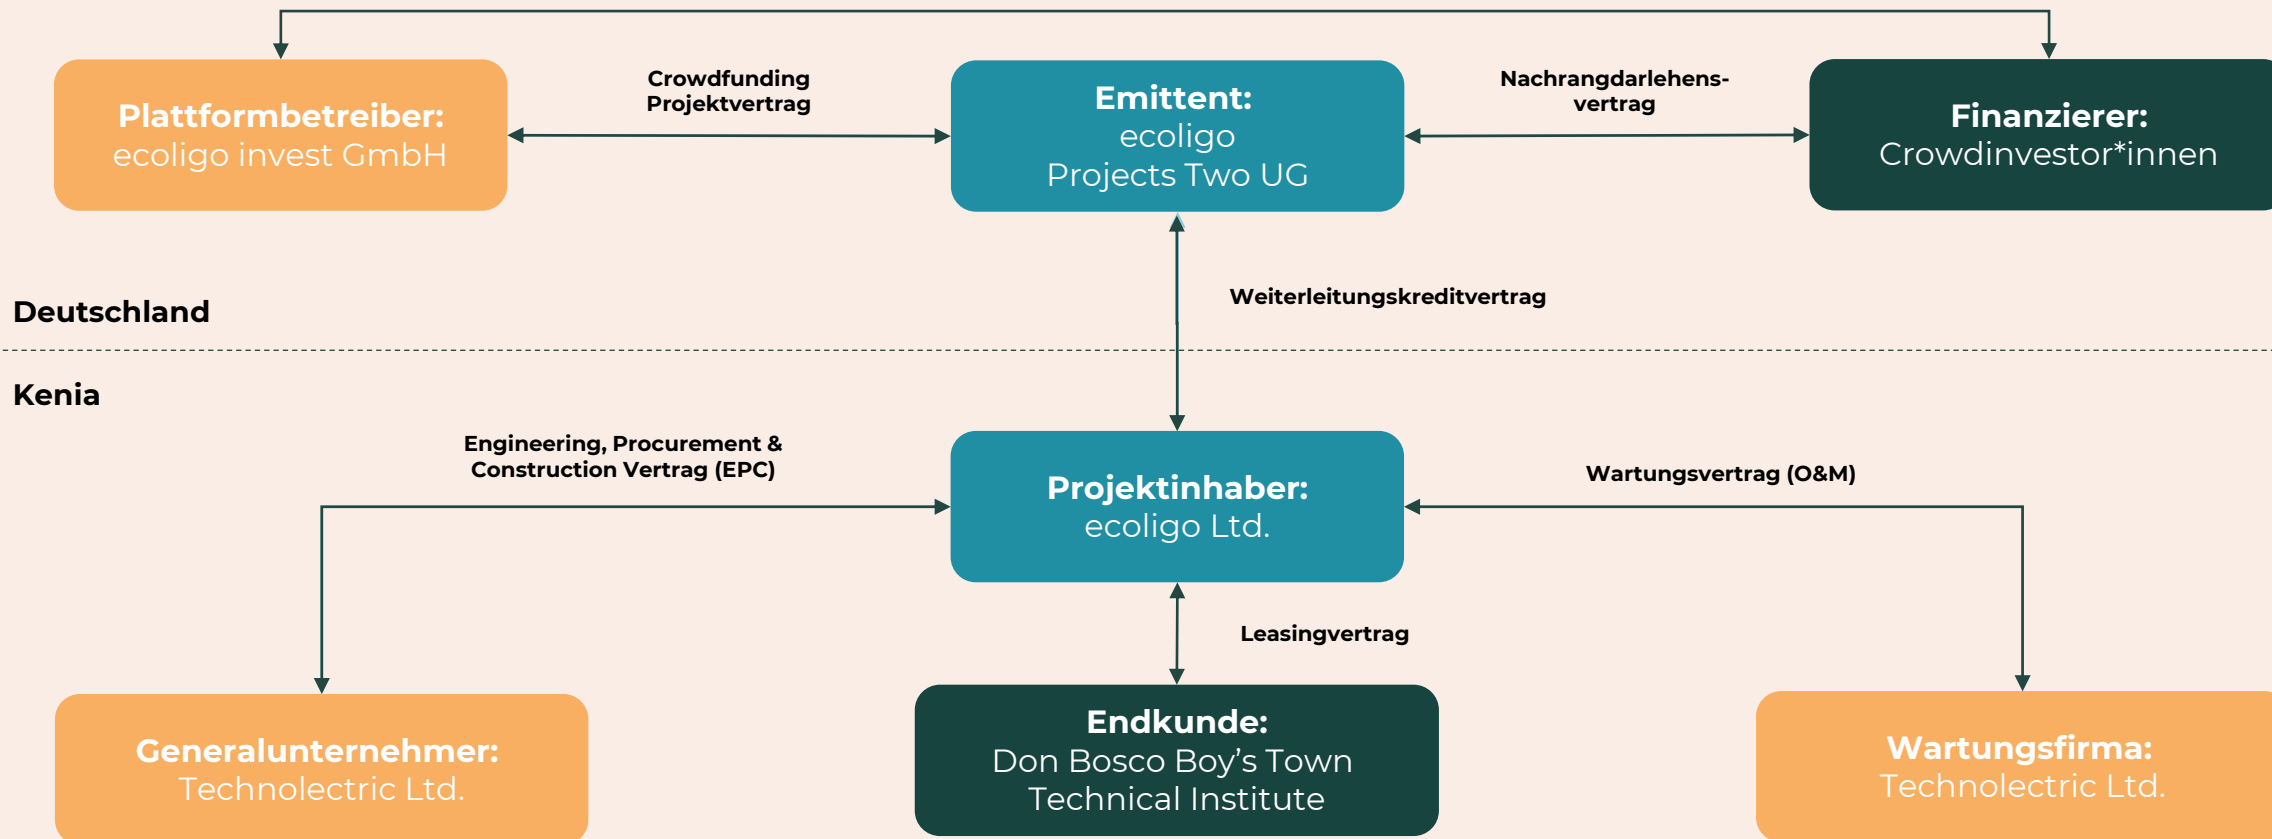 Plattformbetreiber:
ecoligo invest GmbH
Crowdfunding
Projektvertrag
Emittent:
ecoligo
Projects Two UG
Nachrangdarlehens-
vertrag
Finanzierer:
Crowdinvestor*innen
Weiterleitungskreditvertrag
Deutschland
Kenia
Engineering, Procurement &
Construction Vertrag (EPC)
Projektinhaber:
ecoligo Ltd.
Wartungsvertrag (O&M)
Leasingvertrag
Generalunternehmer:
Technolectric Ltd.
Endkunde:
Don Bosco Boy’s Town
Technical Institute
Wartungsfirma:
Technolectric Ltd.